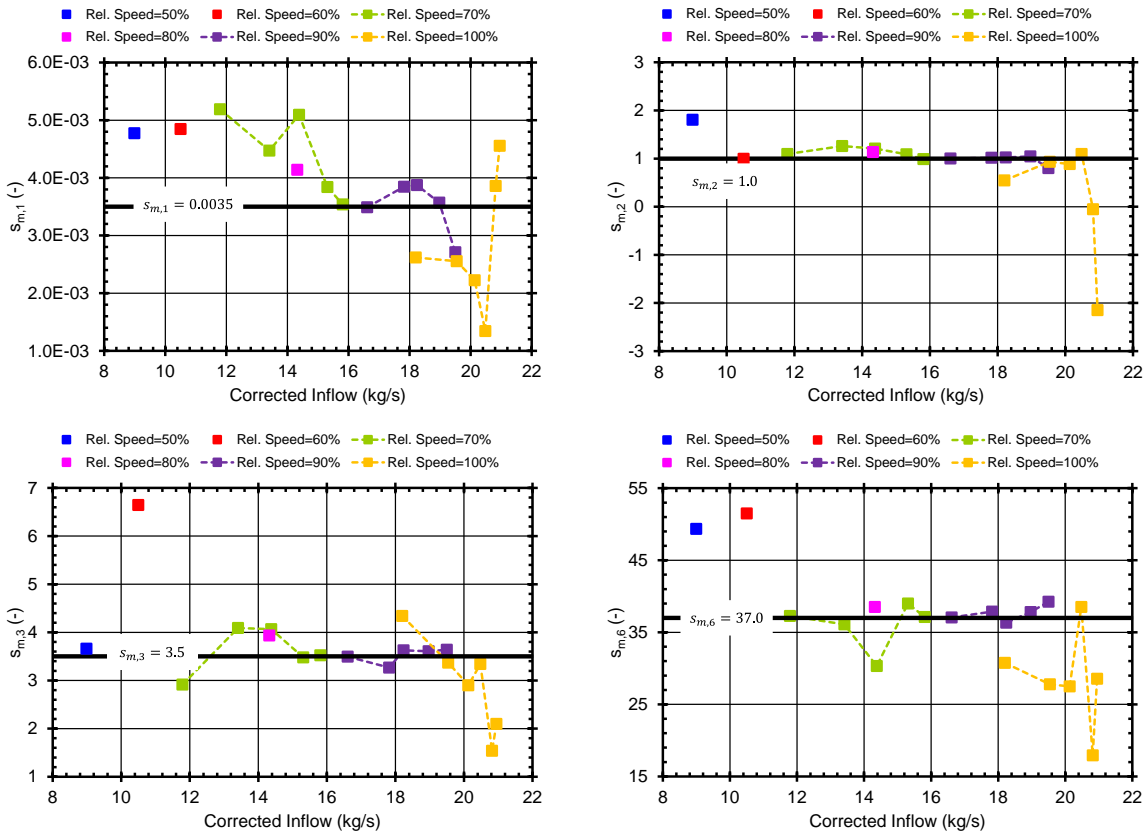 Rel. Speed=50% Rel. Speed=60% Rel. Speed=70%
Rel. Speed=80% Rel. Speed=90% Rel. Speed=100%
6.0E-03
5.0E-03
4.0E-03
3.0E-03
2.0E-03
1.0E-03
s_m,1 (-)
s_m,1 = 0.0035
8 10 12 14 16 18 20 22
Corrected Inflow (kg/s)
Rel. Speed=50% Rel. Speed=60% Rel. Speed=70%
Rel. Speed=80% Rel. Speed=90% Rel. Speed=100%
3
2
1
0
-1
-2
-3
s_m,2 (-)
s_m,2 = 1.0
8 10 12 14 16 18 20 22
Corrected Inflow (kg/s)
Rel. Speed=50% Rel. Speed=60% Rel. Speed=70%
Rel. Speed=80% Rel. Speed=90% Rel. Speed=100%
7
6
5
4
3
2
1
s_m,3 (-)
s_m,3 = 3.5
8 10 12 14 16 18 20 22
Corrected Inflow (kg/s)
Rel. Speed=50% Rel. Speed=60% Rel. Speed=70%
Rel. Speed=80% Rel. Speed=90% Rel. Speed=100%
55
45
35
25
15
s_m,6 (-)
s_m,6 = 37.0
8 10 12 14 16 18 20 22
Corrected Inflow (kg/s)